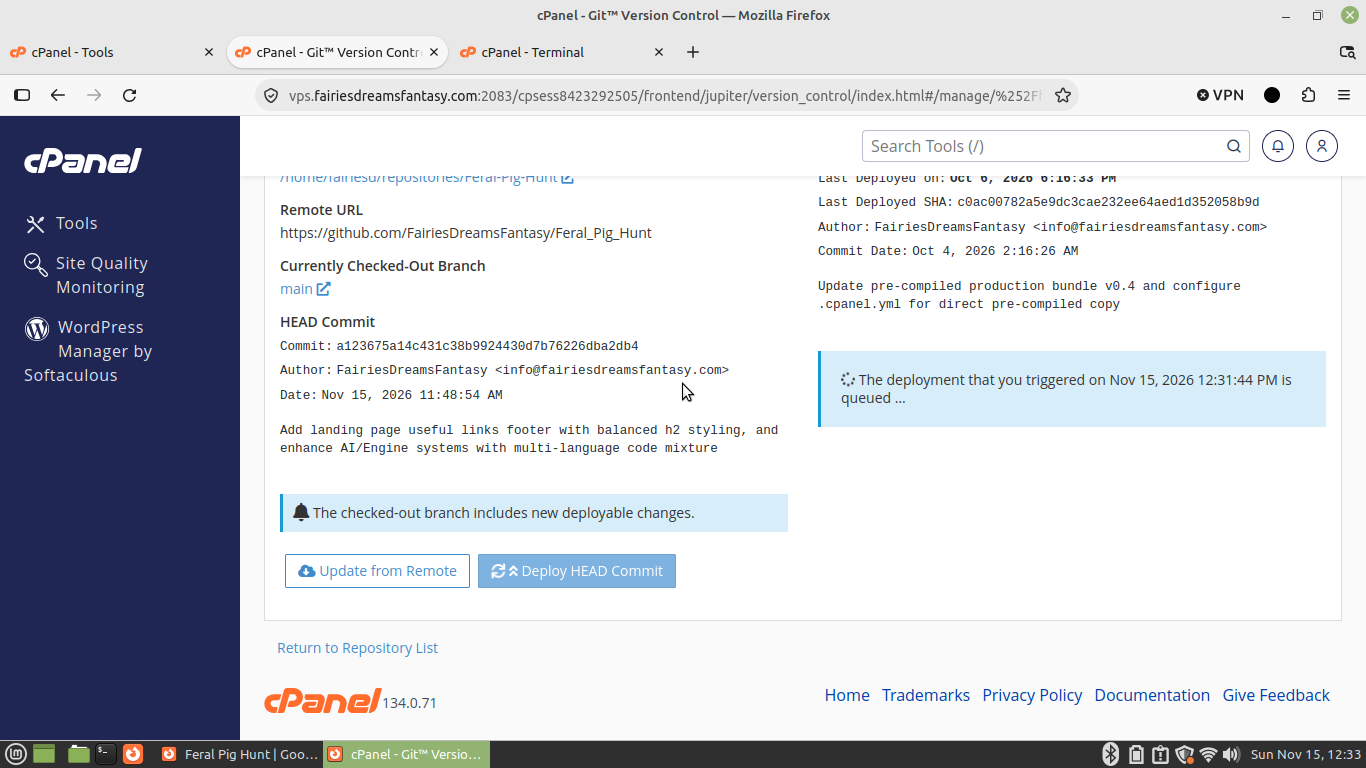 cPanel - Git™ Version Control — Mozilla Firefox
cPanel - Tools
cPanel - Git™ Version Contr
cPanel - Terminal
vps.fairiesdreamsfantasy.com:2083/cpsess8423292505/frontend/jupiter/version_control/index.html#/manage/%252Fh
VPN
cPanel
Search Tools (/)
Tools
Site Quality
Monitoring
WordPress
Manager by
Softaculous
/home/fairiesd/repositories/Feral-Pig-Hunt
Remote URL
https://github.com/FairiesDreamsFantasy/Feral_Pig_Hunt
Currently Checked-Out Branch
main
HEAD Commit
Commit: a123675a14c431c38b9924430d7b76226dba2db4
Author: FairiesDreamsFantasy <info@fairiesdreamsfantasy.com>
Date: Nov 15, 2026 11:48:54 AM
Add landing page useful links footer with balanced h2 styling, and
enhance AI/Engine systems with multi-language code mixture
The checked-out branch includes new deployable changes.
Update from Remote
Deploy HEAD Commit
Last Deployed on: Oct 6, 2026 6:16:33 PM
Last Deployed SHA: c0ac00782a5e9dc3cae232ee64aed1d352058b9d
Author: FairiesDreamsFantasy <info@fairiesdreamsfantasy.com>
Commit Date: Oct 4, 2026 2:16:26 AM
Update pre-compiled production bundle v0.4 and configure
.cpanel.yml for direct pre-compiled copy
The deployment that you triggered on Nov 15, 2026 12:31:44 PM is
queued ...
Return to Repository List
cPanel 134.0.71
Home
Trademarks
Privacy Policy
Documentation
Give Feedback
Feral Pig Hunt | Goo...
cPanel - Git™ Versio...
Sun Nov 15, 12:33